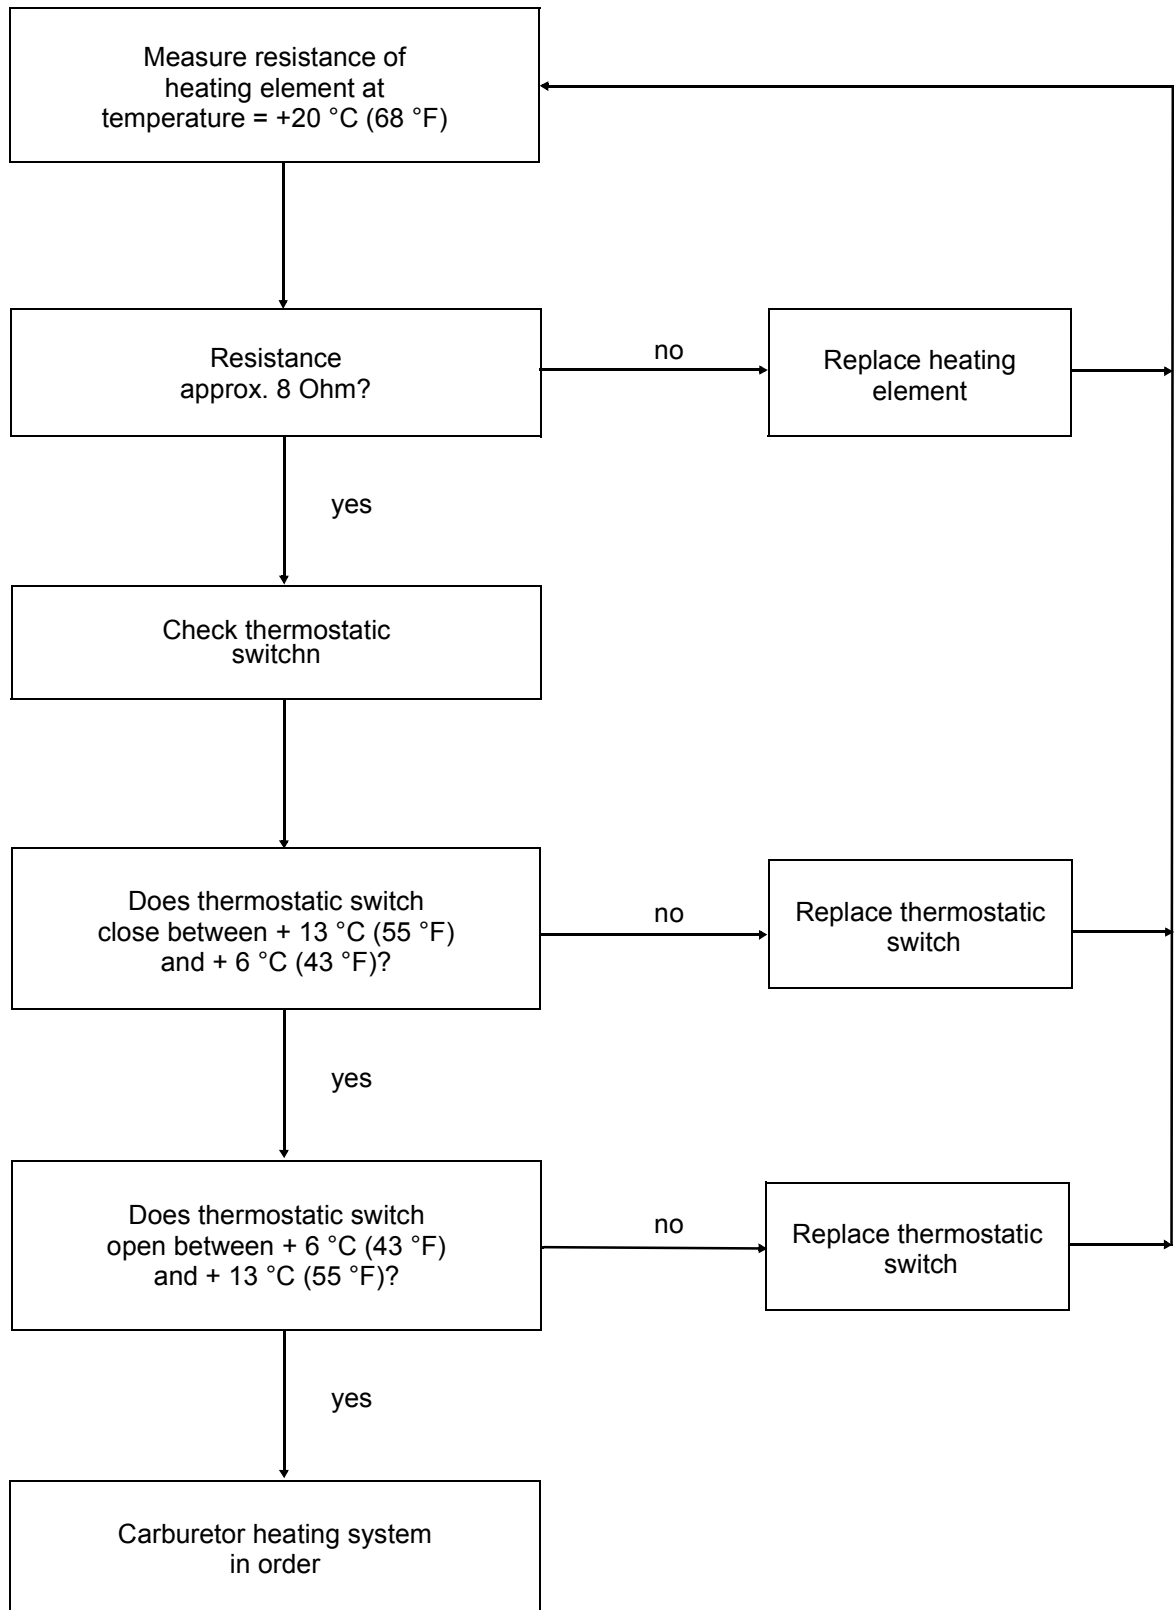 Measure resistance of
heating element at
temperature = +20 °C (68 °F)
Resistance
approx. 8 Ohm?
no
Replace heating
element
yes
Check thermostatic
switchn
Does thermostatic switch
close between + 13 °C (55 °F)
and + 6 °C (43 °F)?
no
Replace thermostatic
switch
yes
Does thermostatic switch
open between + 6 °C (43 °F)
and + 13 °C (55 °F)?
no
Replace thermostatic
switch
yes
Carburetor heating system
in order